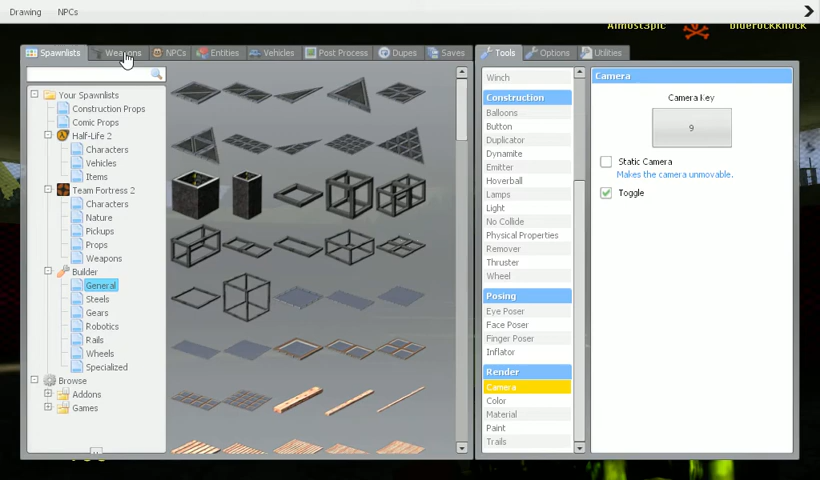 Drawing NPCs
Almost3pic bluerockknock
Spawnlists Weapons NPCs Entities Vehicles Post Process Dupes Saves
Tools Options Utilities
Your Spawnlists
Construction Props
Comic Props
Half-Life 2
Characters
Vehicles
Items
Team Fortress 2
Characters
Nature
Pickups
Props
Weapons
Builder
General
Steels
Gears
Robotics
Rails
Wheels
Specialized
Browse
Addons
Games
Winch
Construction
Balloons
Button
Duplicator
Dynamite
Emitter
Hoverball
Lamps
Light
No Collide
Physical Properties
Remover
Thruster
Wheel
Posing
Eye Poser
Face Poser
Finger Poser
Inflator
Render
Camera
Color
Material
Paint
Trails
Camera
Camera Key
9
Static Camera
Makes the camera unmovable.
Toggle